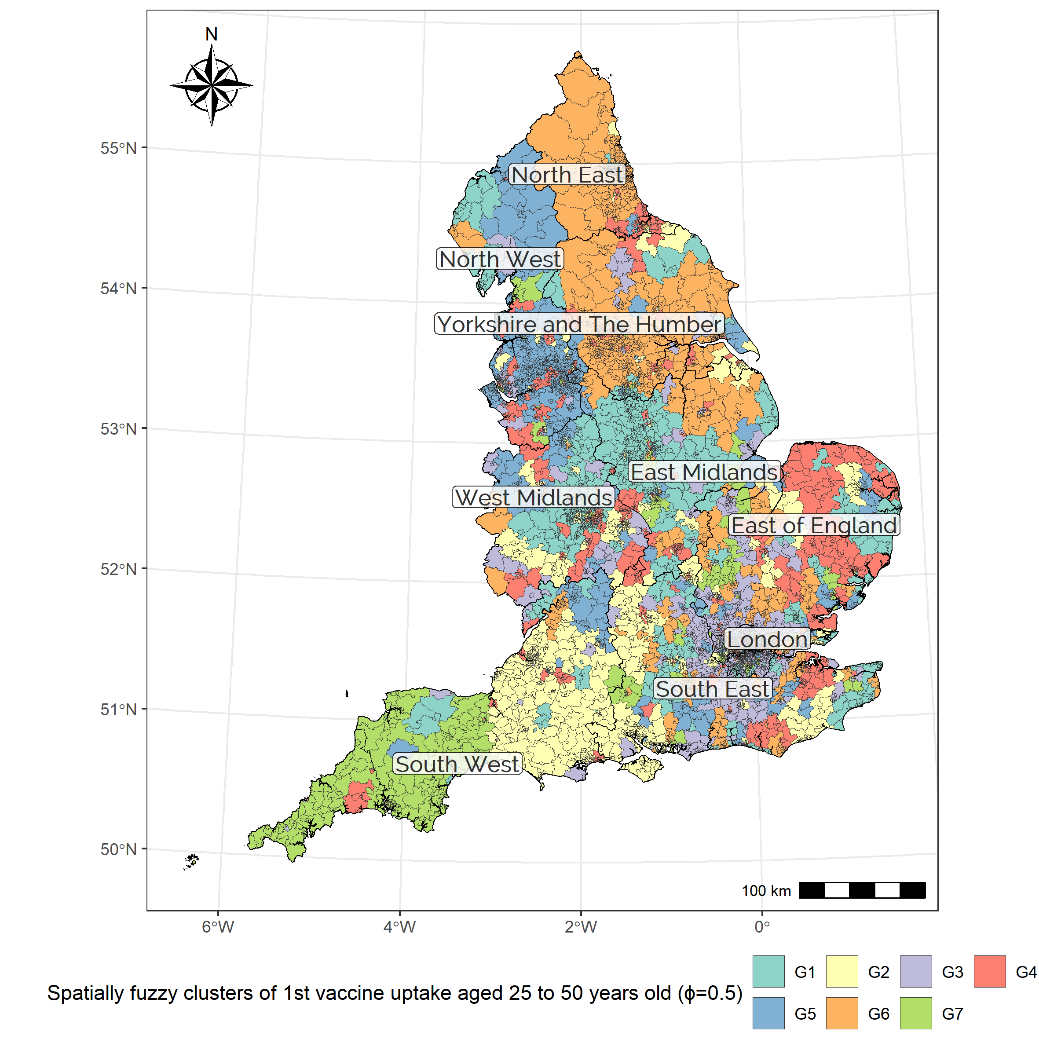 N
55°N
North East
North West
54°N
Yorkshire and The Humber
53°N
East Midlands
West Midlands
East of England
52°N
London
South East
51°N
South West
50°N
100 km
6°W 4°W 2°W 0°
Spatially fuzzy clusters of 1st vaccine uptake aged 25 to 50 years old (ϕ=0.5)
G1 G2 G3 G4
G5 G6 G7